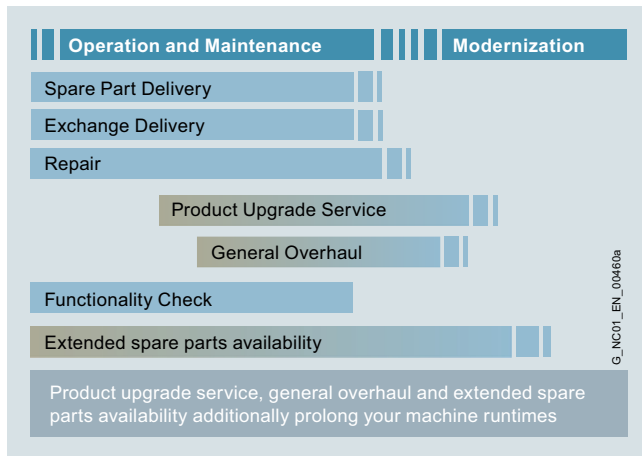 Operation and Maintenance
Modernization
Spare Part Delivery
Exchange Delivery
Repair
Product Upgrade Service
General Overhaul
Functionality Check
Extended spare parts availability
G_NC01_EN_00460a
Product upgrade service, general overhaul and extended spare
parts availability additionally prolong your machine runtimes